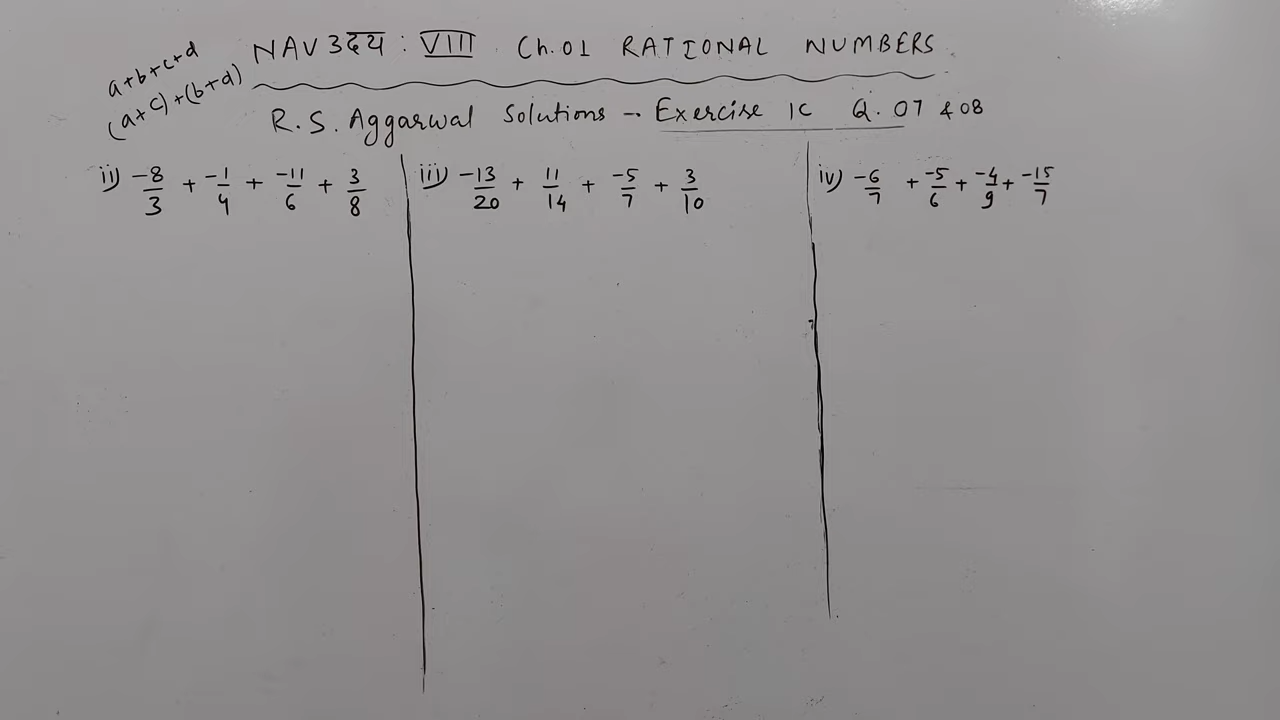 NAV उदय : VIII Ch.01 RATIONAL NUMBERS
a+b+c+d
(a+c)+(b+d)
R.S. Aggarwal Solutions - Exercise 1C Q. 07 & 08
ii) -8/3 + -1/4 + -11/6 + 3/8
iii) -13/20 + 11/14 + -5/7 + 3/10
iv) -6/7 + -5/6 + -4/9 + -15/7